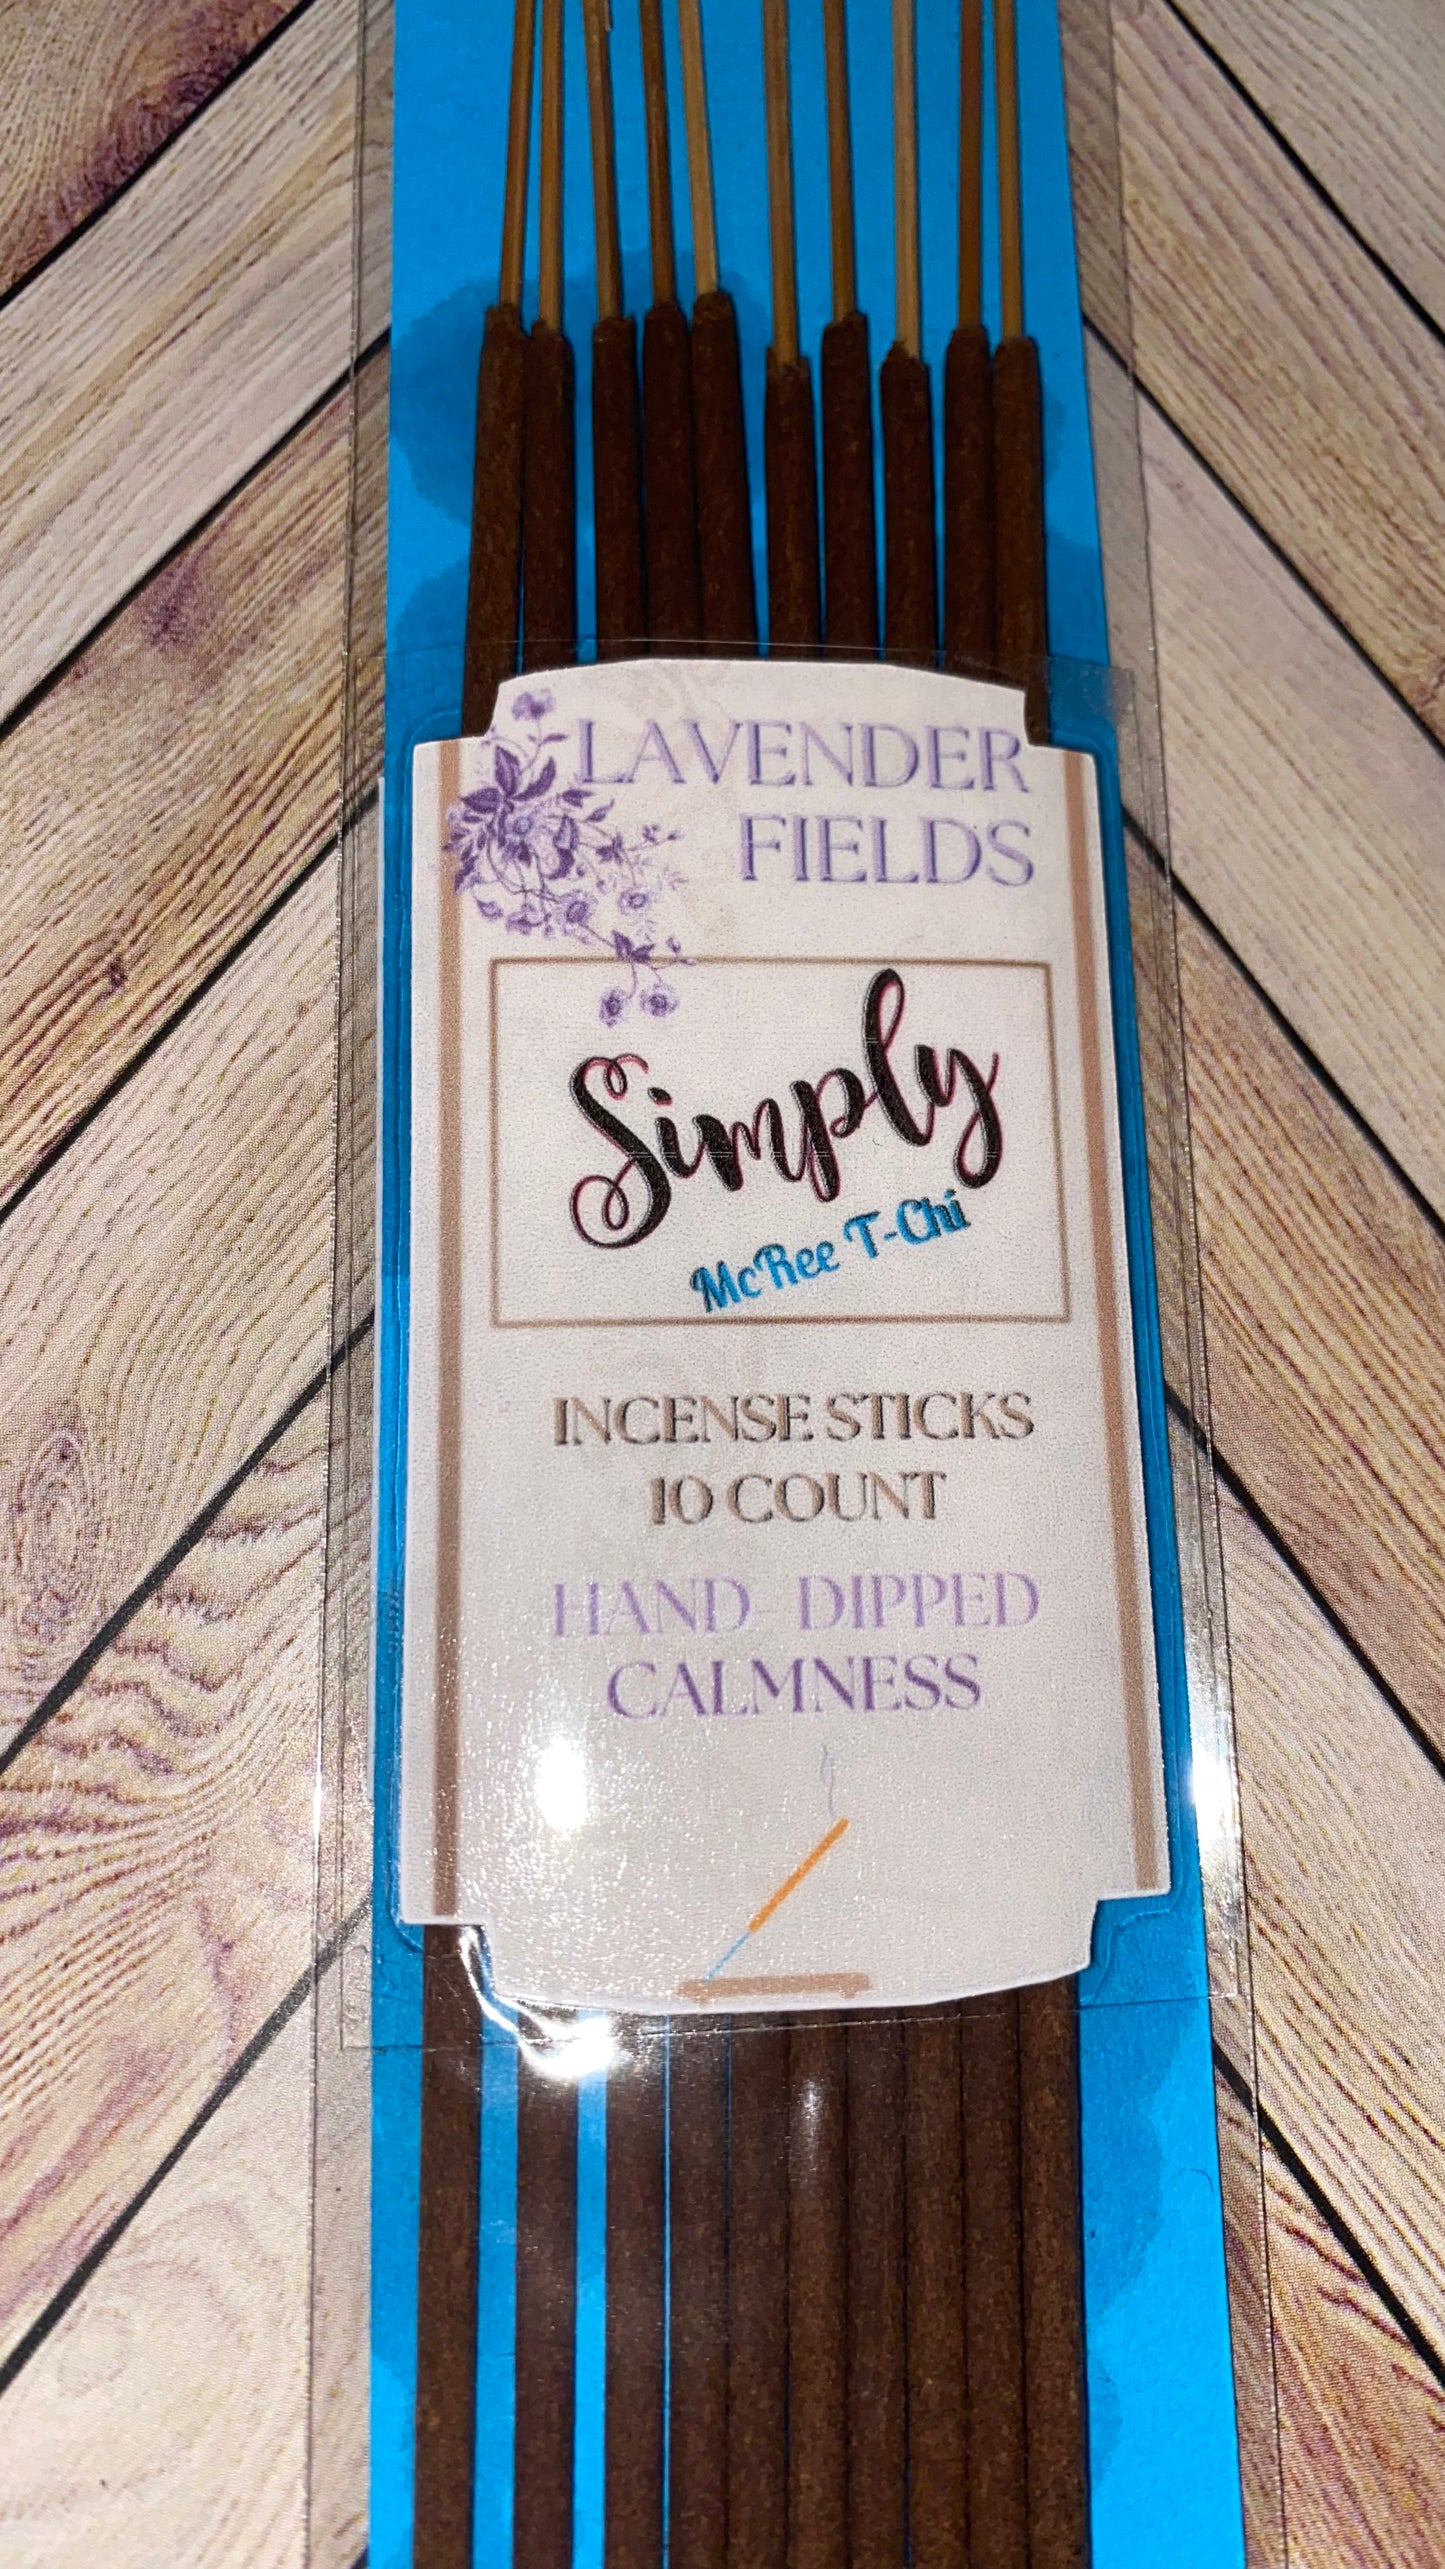 LAVENDER
FIELDS
Simply
McRee T-Chi
INCENSE STICKS
10 COUNT
HAND- DIPPED
CALMNESS